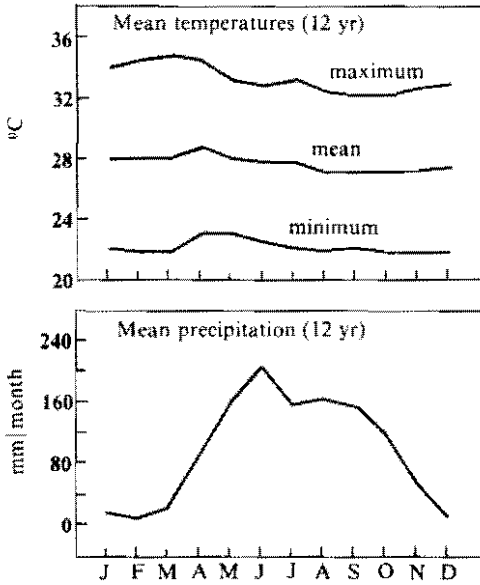 Mean temperatures (12 yr)
36
maximum
32
°C
mean
28
minimum
22
20
Mean precipitation (12 yr)
240
160
mm|month
80
0
J F M A M J J A S O N D